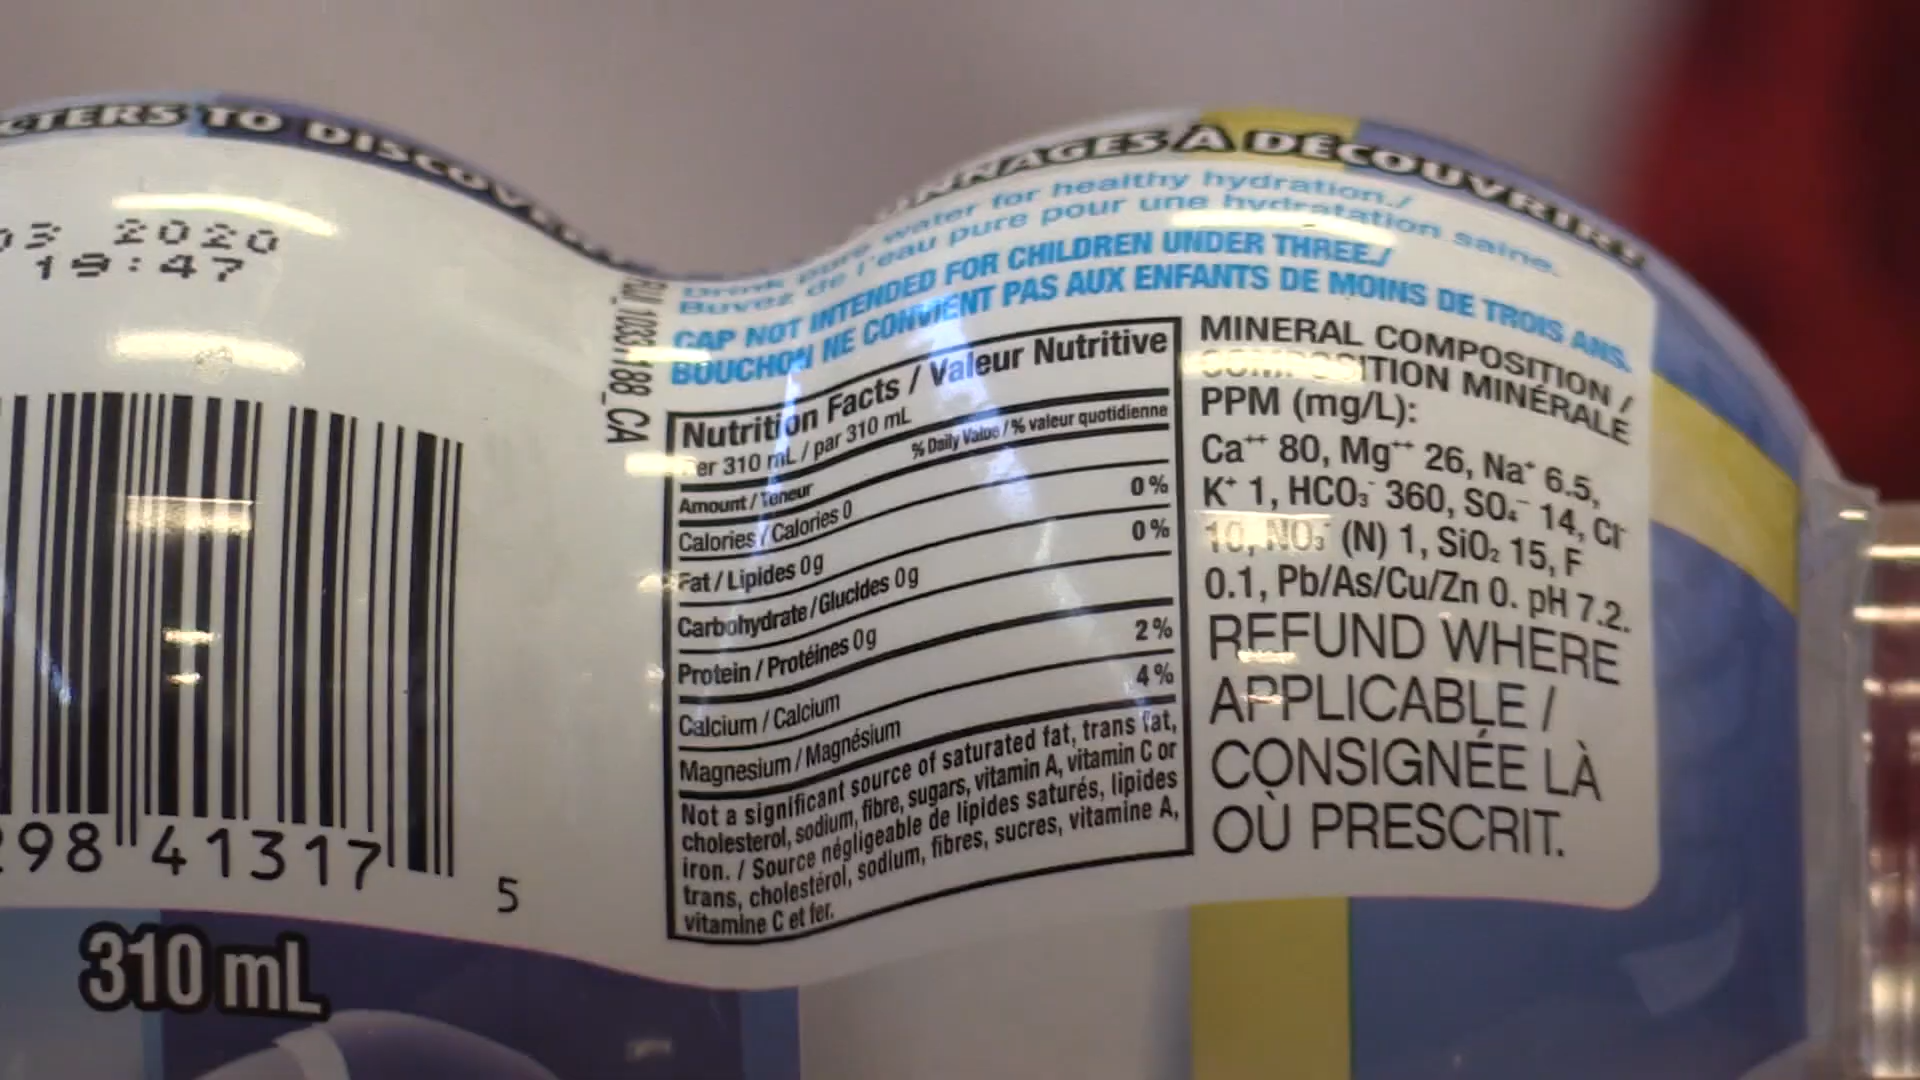 CTERS TO DISCOVER
03 2020
19:47
98 41317 5
310 mL
1033188_CA
NNAGES À DÉCOUVRIR!
Drink pure water for healthy hydration./
Buvez de l'eau pure pour une hydratation saine.
CAP NOT INTENDED FOR CHILDREN UNDER THREE./
BOUCHON NE CONVIENT PAS AUX ENFANTS DE MOINS DE TROIS ANS.
Nutrition Facts / Valeur Nutritive
Per 310 mL / par 310 mL
% Daily Value / % valeur quotidienne
Amount / Teneur
Calories / Calories 0
Fat / Lipides 0 g 0 %
Carbohydrate / Glucides 0 g 0 %
Protein / Protéines 0 g
Calcium / Calcium 2 %
Magnesium / Magnésium 4 %
Not a significant source of saturated fat, trans fat,
cholesterol, sodium, fibre, sugars, vitamin A, vitamin C or
iron. / Source négligeable de lipides saturés, lipides
trans, cholestérol, sodium, fibres, sucres, vitamine A,
vitamine C et fer.
MINERAL COMPOSITION /
COMPOSITION MINÉRALE
PPM (mg/L):
Ca⁺⁺ 80, Mg⁺⁺ 26, Na⁺ 6.5,
K⁺ 1, HCO₃⁻ 360, SO₄⁻ 14, Cl⁻
10, NO₃⁻ (N) 1, SiO₂ 15, F
0.1, Pb/As/Cu/Zn 0. pH 7.2.
REFUND WHERE
APPLICABLE /
CONSIGNÉE LÀ
OÙ PRESCRIT.